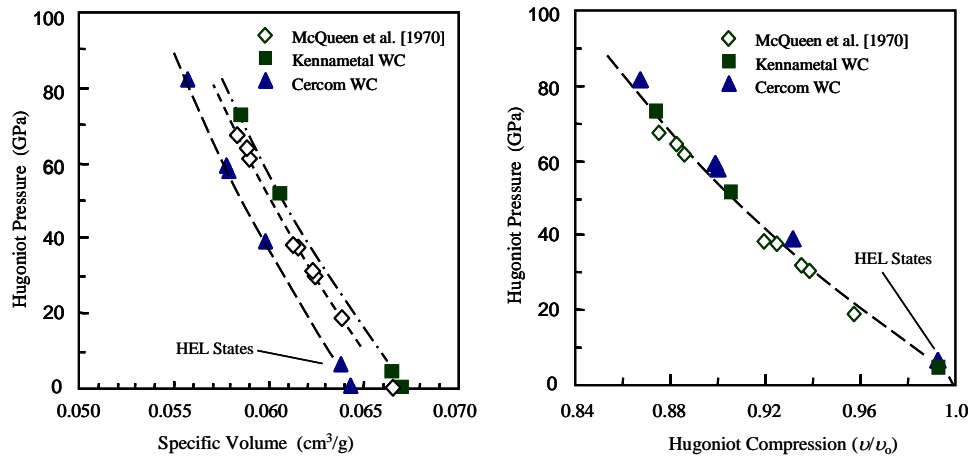 100
80
60
40
20
0
Hugoniot Pressure (GPa)
McQueen et al. [1970]
Kennametal WC
Cercom WC
HEL States
0.050
0.055
0.060
0.065
0.070
Specific Volume (cm³/g)
100
80
60
40
20
0
Hugoniot Pressure (GPa)
McQueen et al. [1970]
Kennametal WC
Cercom WC
HEL States
0.84
0.88
0.92
0.96
1.0
Hugoniot Compression (υ/υₒ)